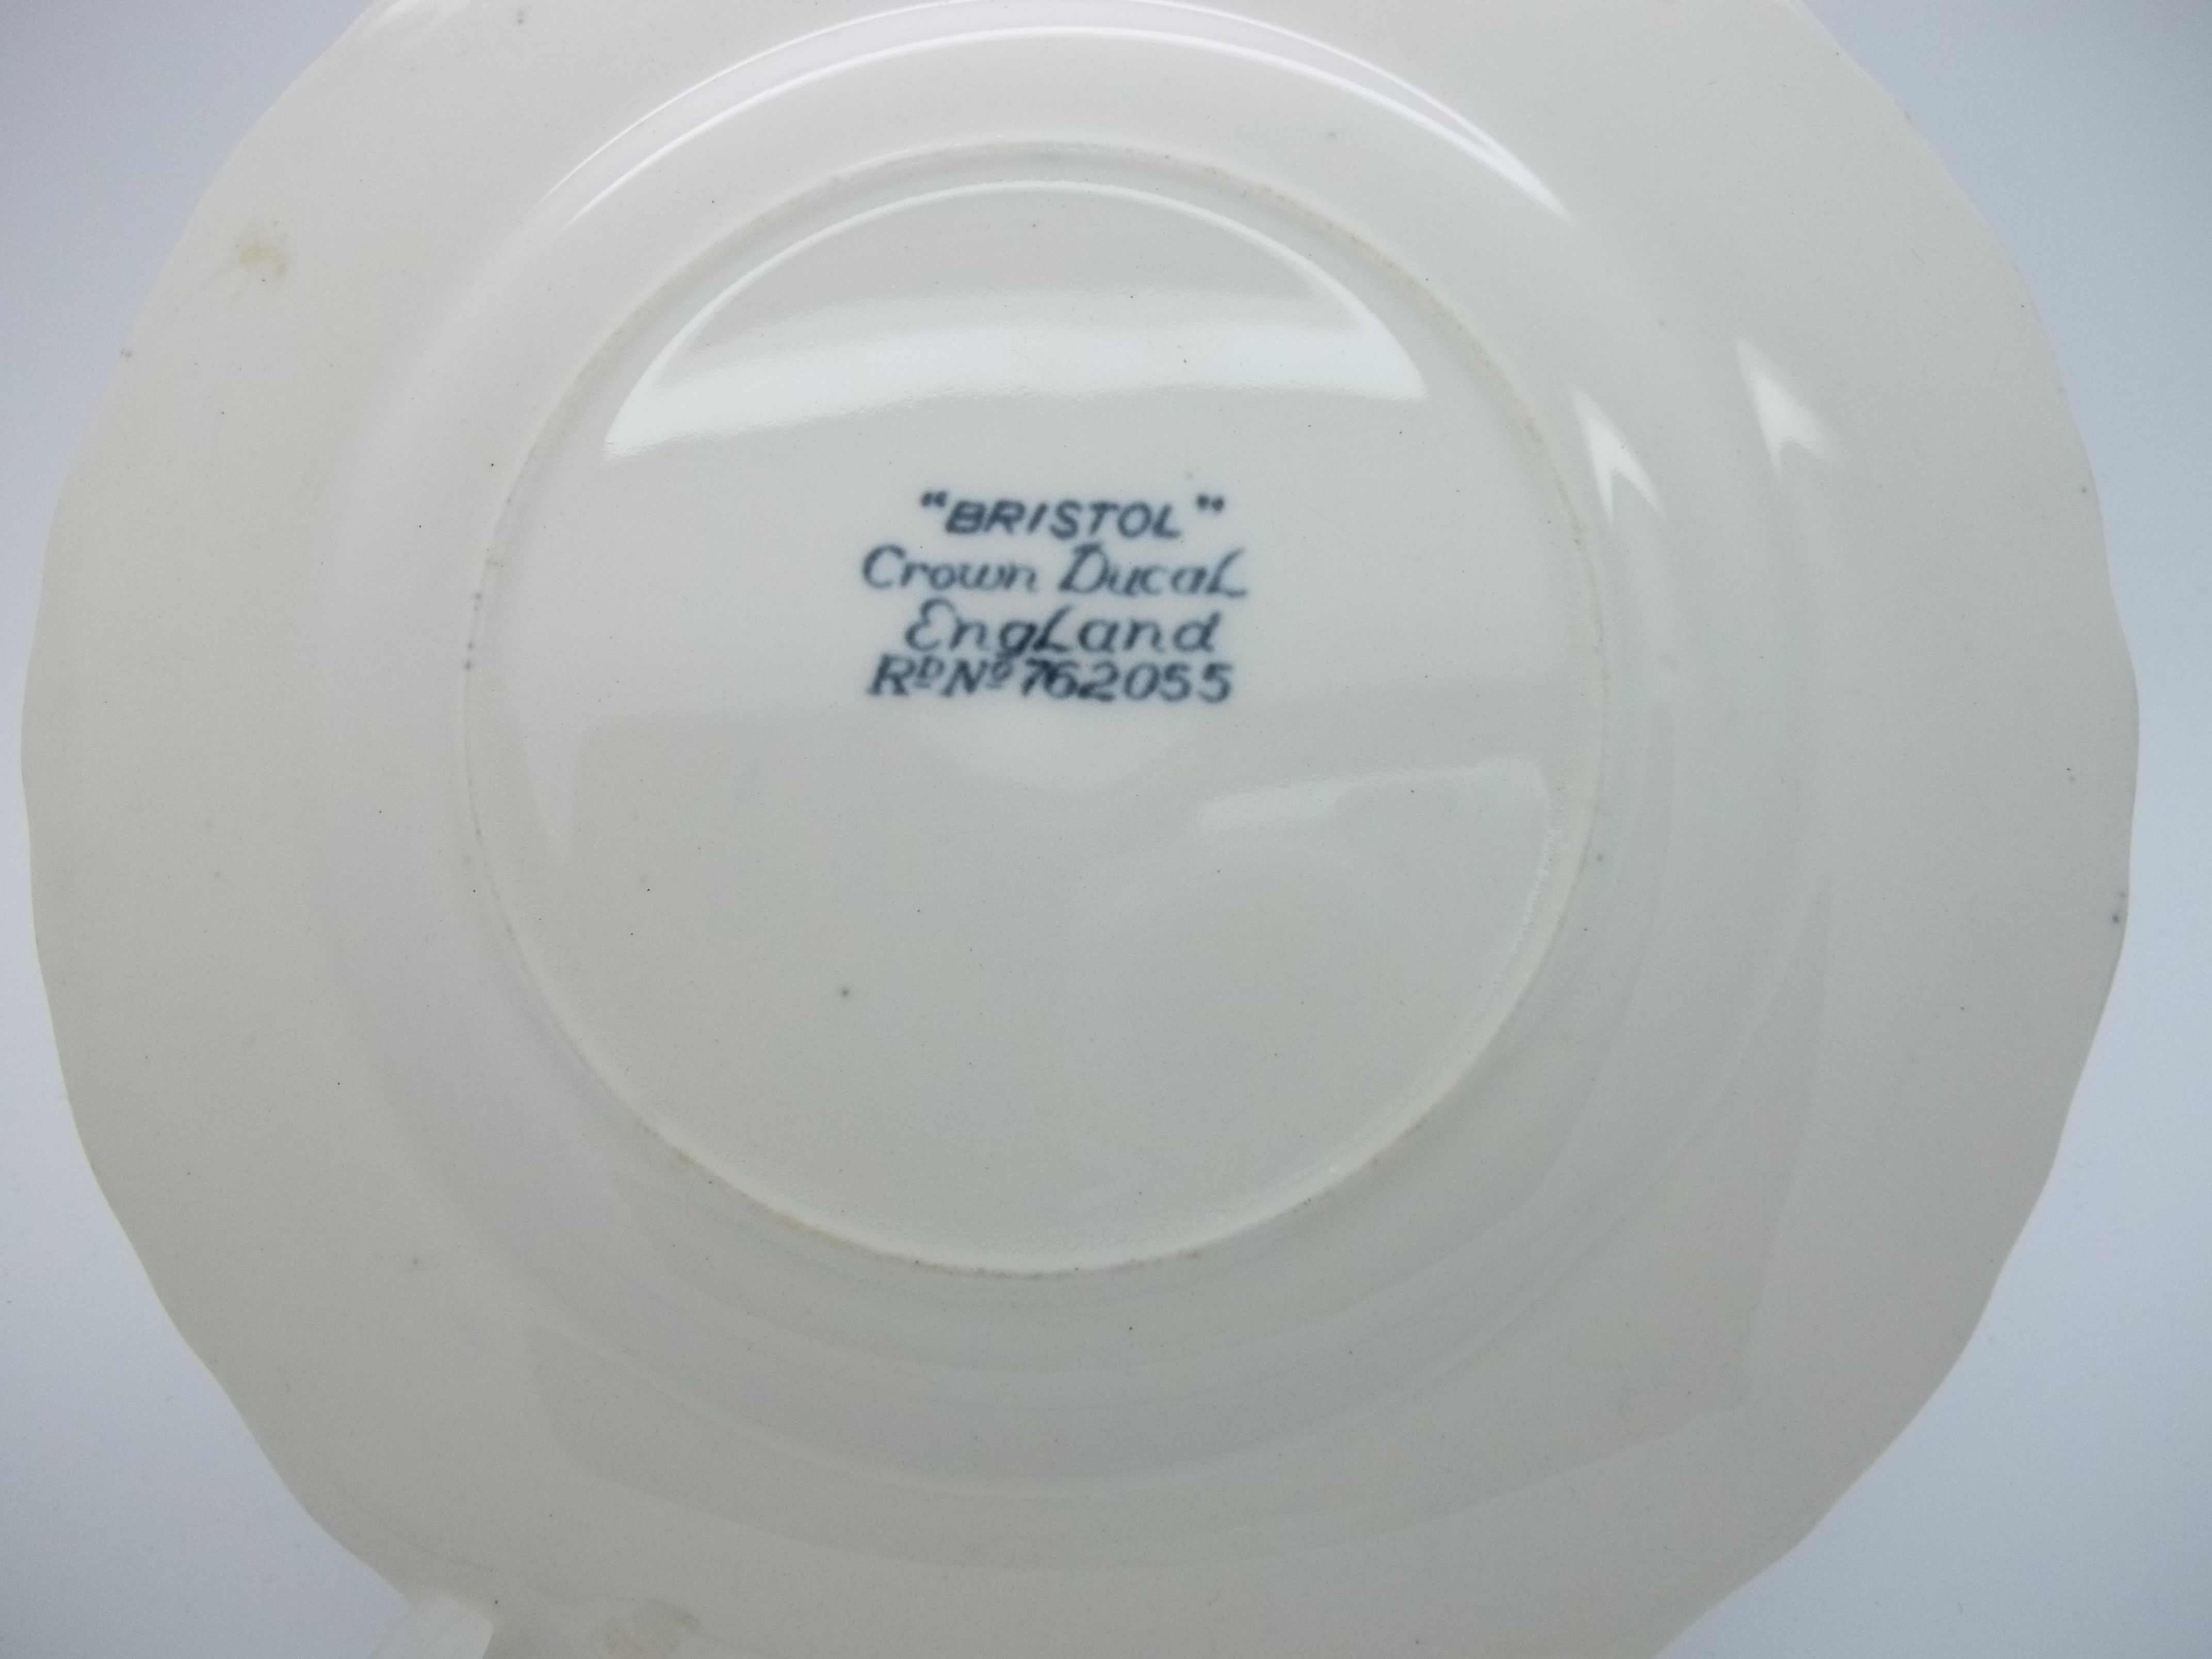 "BRISTOL"
Crown Ducal
England
Rᴰ Nº 762055